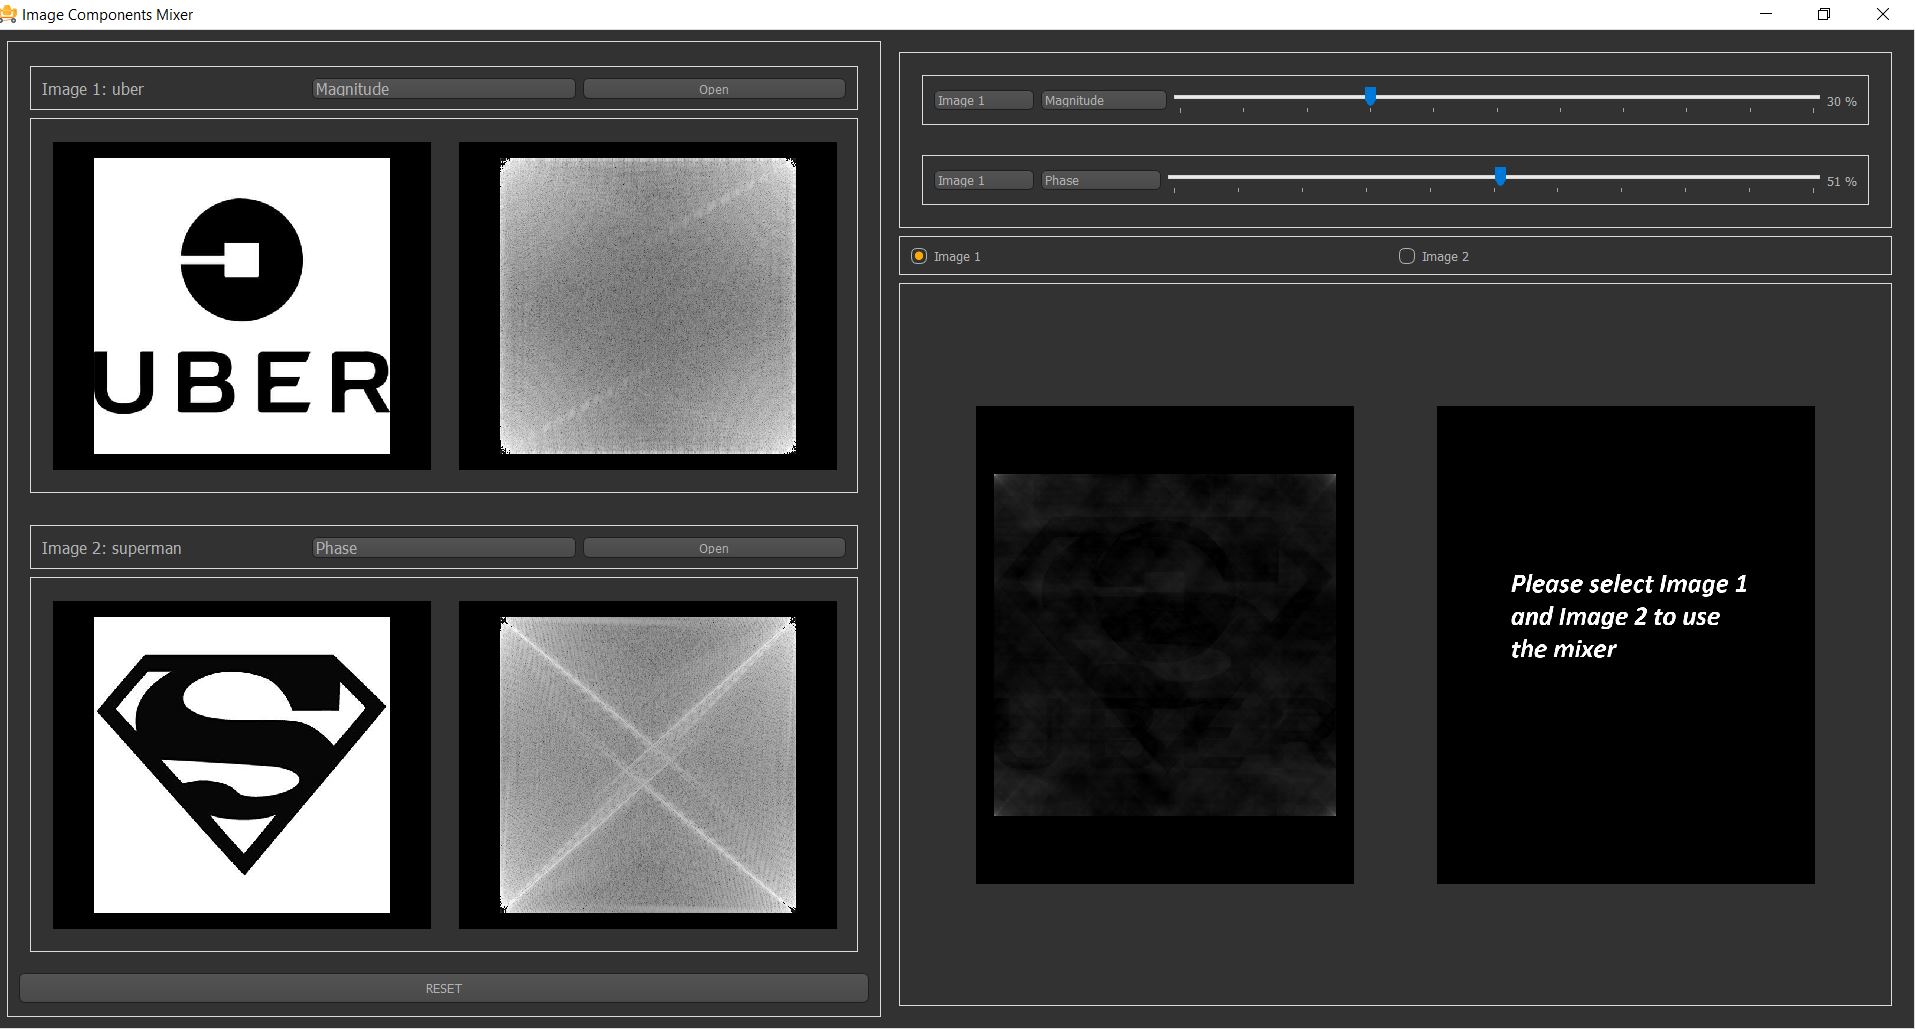 Image Components Mixer
Image 1: uber
Magnitude
Open
UBER
Image 2: superman
Phase
Open
S
RESET
Image 1
Magnitude
30 %
Image 1
Phase
51 %
Image 1
Image 2
UBER
Please select Image 1
and Image 2 to use
the mixer